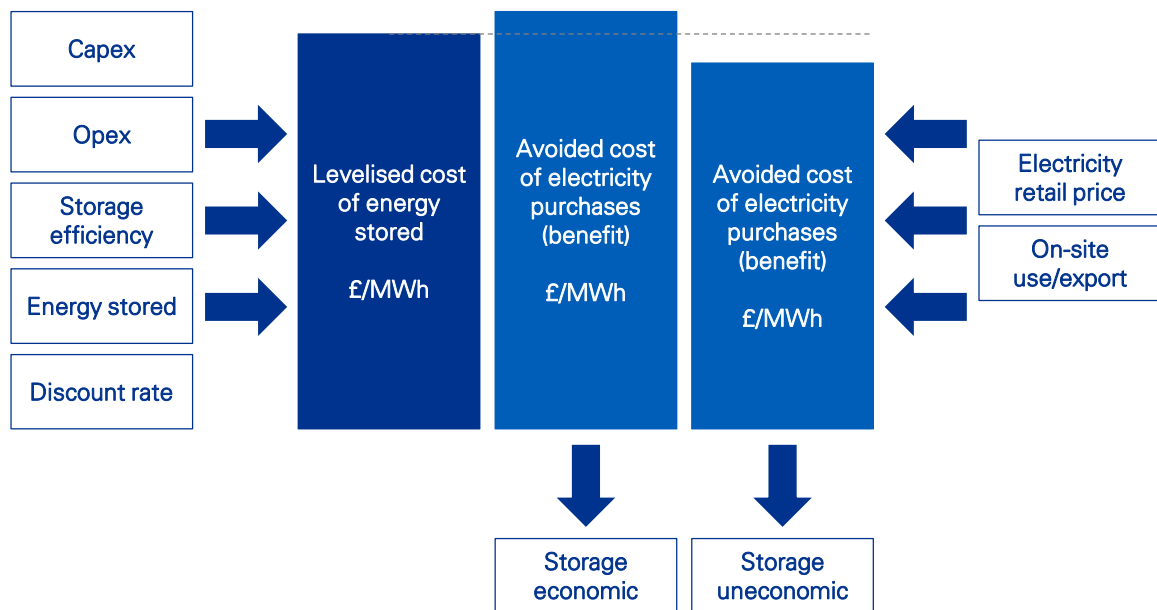 Capex
Opex
Storage
efficiency
Energy stored
Discount rate
Levelised cost
of energy
stored
£/MWh
Avoided cost
of electricity
purchases
(benefit)
£/MWh
Avoided cost
of electricity
purchases
(benefit)
£/MWh
Electricity
retail price
On-site
use/export
Storage
economic
Storage
uneconomic